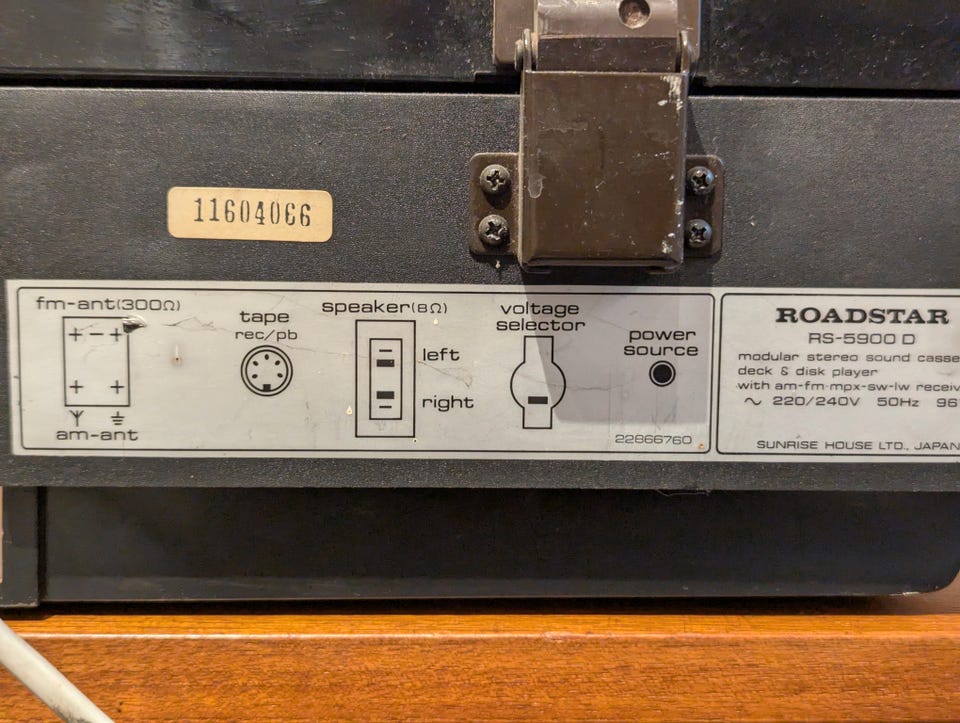 11604066
fm-ant(300Ω)
am-ant
tape
rec/pb
speaker(8Ω)
left
right
voltage
selector
power
source
22866760
ROADSTAR
RS-5900 D
modular stereo sound casse
deck & disk player
with am-fm-mpx-sw-lw receiv
~ 220/240V 50Hz 96
SUNRISE HOUSE LTD., JAPAN